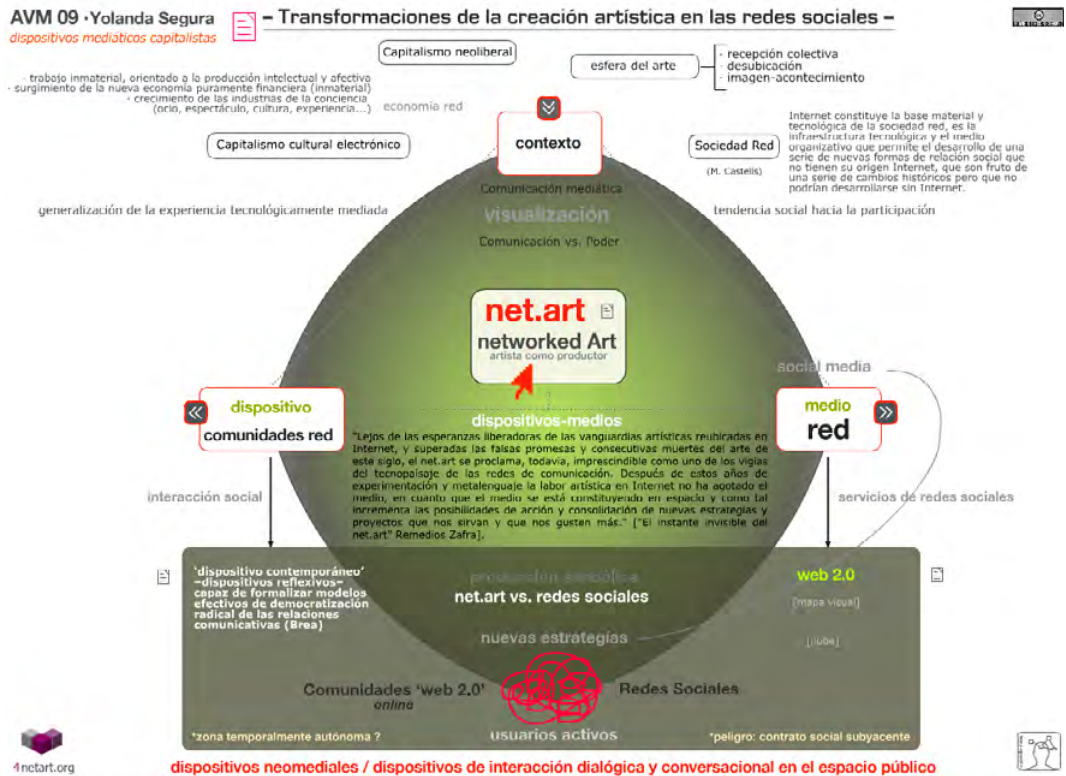 AVM 09 · Yolanda Segura
dispositivos mediáticos capitalistas
– Transformaciones de la creación artística en las redes sociales –
Capitalismo neoliberal
esfera del arte
· recepción colectiva
· desubicación
· imagen-acontecimiento
· trabajo inmaterial, orientado a la producción intelectual y afectiva
· surgimiento de la nueva economía puramente financiera (inmaterial)
· crecimiento de las industrias de la conciencia
(ocio, espectáculo, cultura, experiencia...)
economía red
Capitalismo cultural electrónico
contexto
Sociedad Red
(M. Castells)
Internet constituye la base material y
tecnológica de la sociedad red, es la
infraestructura tecnológica y el medio
organizativo que permite el desarrollo de una
serie de nuevas formas de relación social que
no tienen su origen Internet, que son fruto de
una serie de cambios históricos pero que no
podrían desarrollarse sin Internet.
Comunicación mediática
generalización de la experiencia tecnológicamente mediada
visualización
tendencia social hacia la participación
Comunicación vs. Poder
net.art
networked Art
artista como productor
social media
dispositivo
comunidades red
medio
red
dispositivos-medios
"Lejos de las esperanzas liberadoras de las vanguardias artísticas reubicadas en
Internet, y superadas las falsas promesas y consecutivas muertes del arte de
este siglo, el net.art se proclama, todavía, imprescindible como uno de los vigías
del tecnopaisaje de las redes de comunicación. Después de estos años de
experimentación y metalenguaje la labor artística en Internet no ha agotado el
medio, en cuanto que el medio se está constituyendo en espacio y como tal
incrementa las posibilidades de acción y consolidación de nuevas estrategias y
proyectos que nos sirvan y que nos gusten más." ["El instante invisible del
net.art" Remedios Zafra].
interacción social
servicios de redes sociales
'dispositivo contemporáneo'
–dispositivos reflexivos–
capaz de formalizar modelos
efectivos de democratización
radical de las relaciones
comunicativas (Brea)
producción simbólica
net.art vs. redes sociales
web 2.0
[mapa visual]
[nube]
nuevas estrategias
Comunidades 'web 2.0'
online
Redes Sociales
usuarios activos
*zona temporalmente autónoma ?
*peligro: contrato social subyacente
4netart.org
dispositivos neomediales / dispositivos de interacción dialógica y conversacional en el espacio público